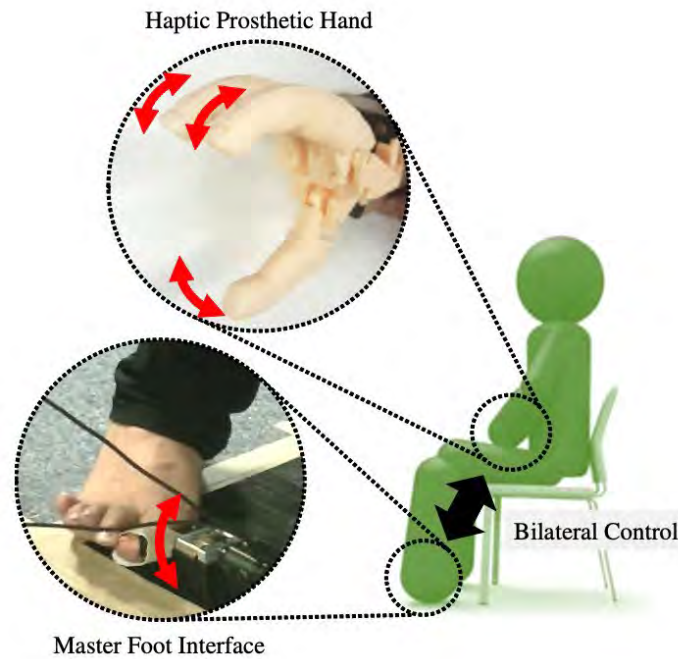 Haptic Prosthetic Hand
Bilateral Control
Master Foot Interface